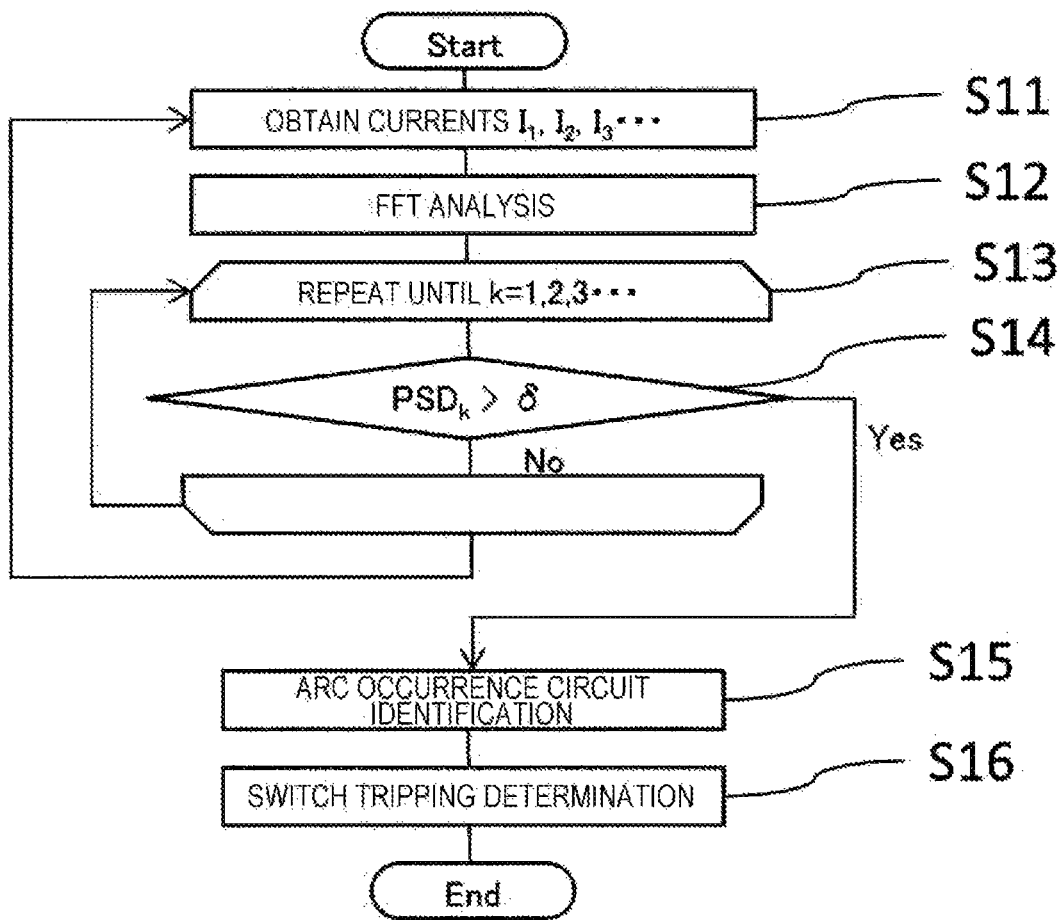 Start
OBTAIN CURRENTS I₁, I₂, I₃･･･
S11
FFT ANALYSIS
S12
REPEAT UNTIL k=1,2,3･･･
S13
PSDₖ > δ
S14
Yes
No
ARC OCCURRENCE CIRCUIT
IDENTIFICATION
S15
SWITCH TRIPPING DETERMINATION
S16
End